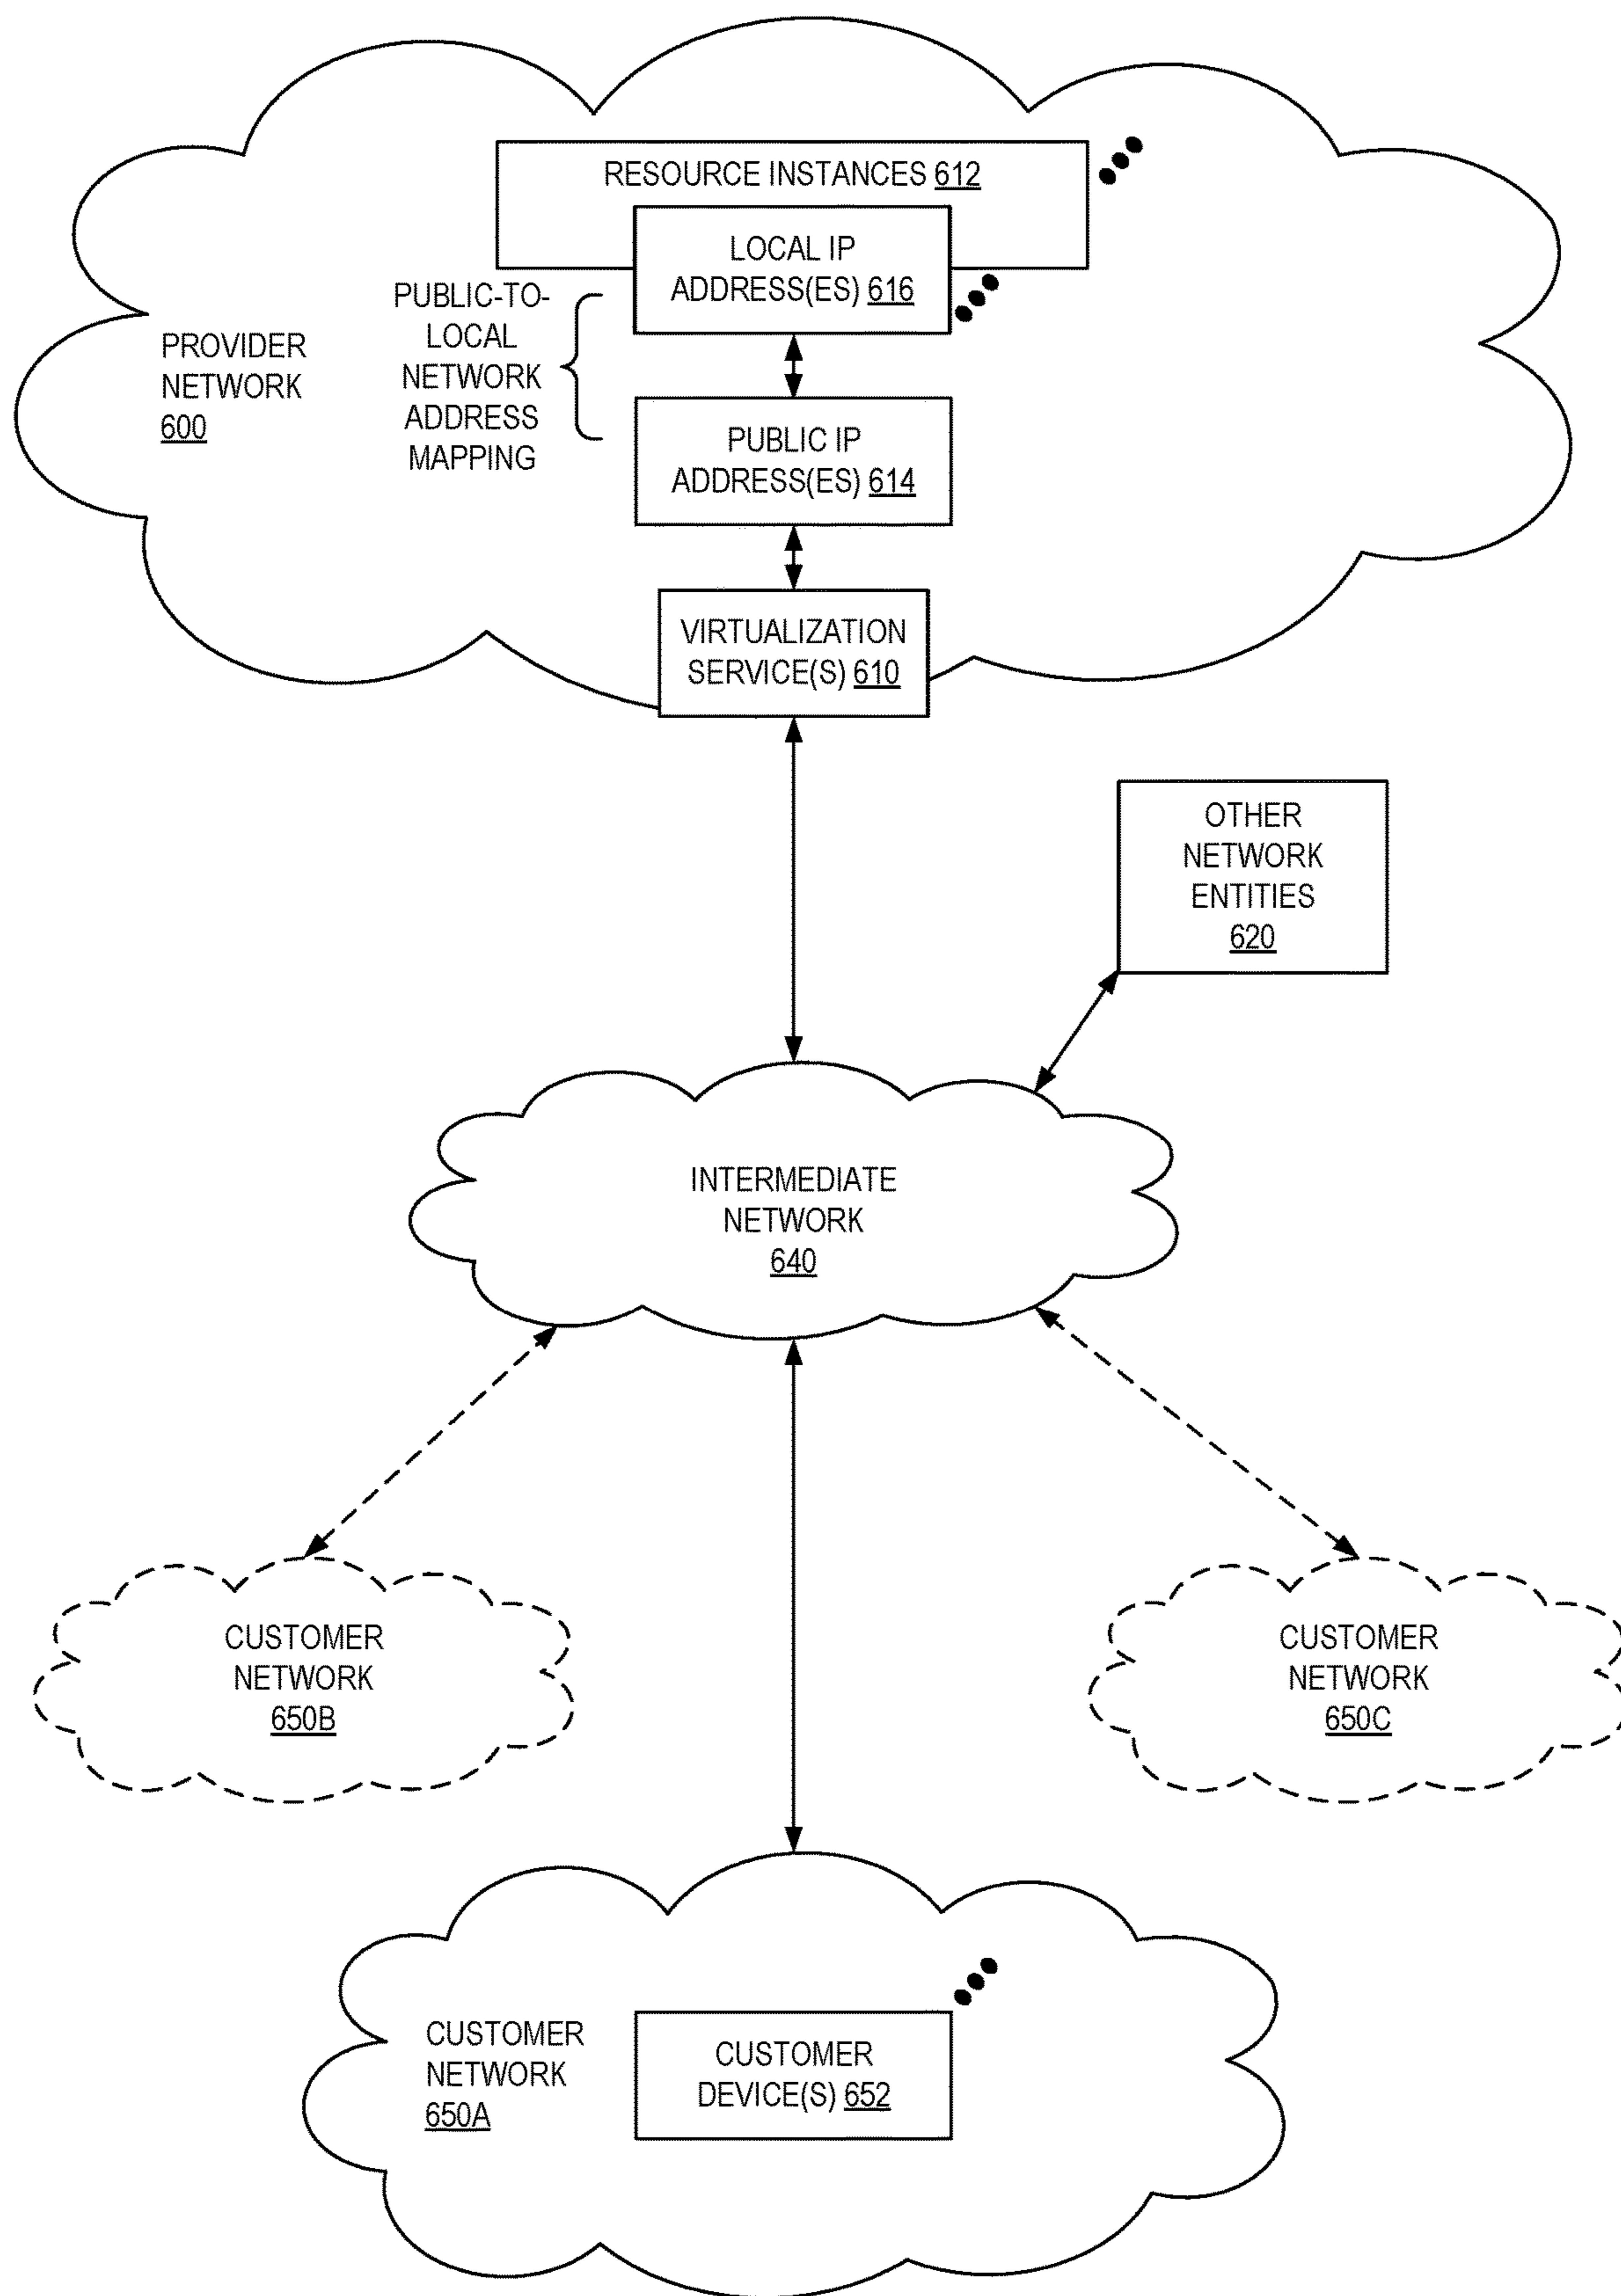 RESOURCE INSTANCES 612
LOCAL IP
ADDRESS(ES) 616
PUBLIC-TO-
LOCAL
NETWORK
ADDRESS
MAPPING
PROVIDER
NETWORK
600
PUBLIC IP
ADDRESS(ES) 614
VIRTUALIZATION
SERVICE(S) 610
OTHER
NETWORK
ENTITIES
620
INTERMEDIATE
NETWORK
640
CUSTOMER
NETWORK
650B
CUSTOMER
NETWORK
650C
CUSTOMER
NETWORK
650A
CUSTOMER
DEVICE(S) 652